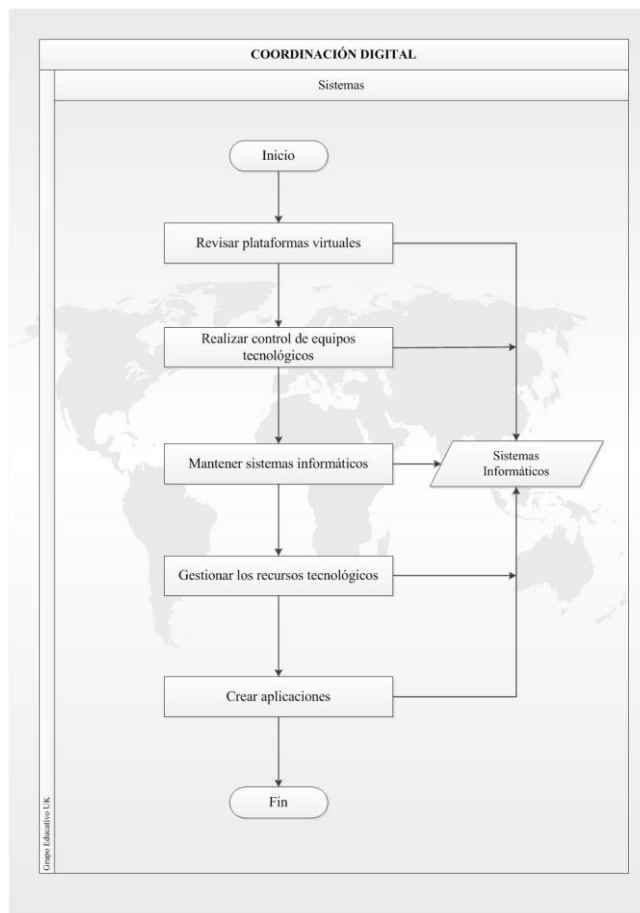 COORDINACIÓN DIGITAL
Sistemas
Inicio
Revisar plataformas virtuales
Realizar control de equipos
tecnológicos
Mantener sistemas informáticos
Sistemas
Informáticos
Gestionar los recursos tecnológicos
Crear aplicaciones
Fin
Grupo Educativo UK